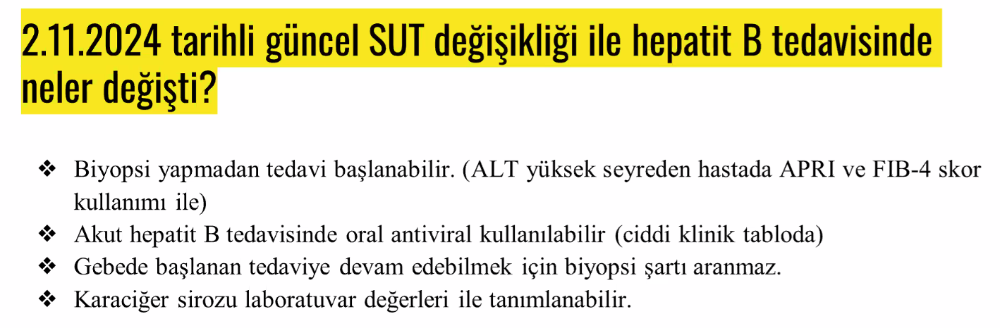 2.11.2024 tarihli güncel SUT değişikliği ile hepatit B tedavisinde
neler değişti?
❖ Biyopsi yapmadan tedavi başlanabilir. (ALT yüksek seyreden hastada APRI ve FIB-4 skor
kullanımı ile)
❖ Akut hepatit B tedavisinde oral antiviral kullanılabilir (ciddi klinik tabloda)
❖ Gebede başlanan tedaviye devam edebilmek için biyopsi şartı aranmaz.
❖ Karaciğer sirozu laboratuvar değerleri ile tanımlanabilir.